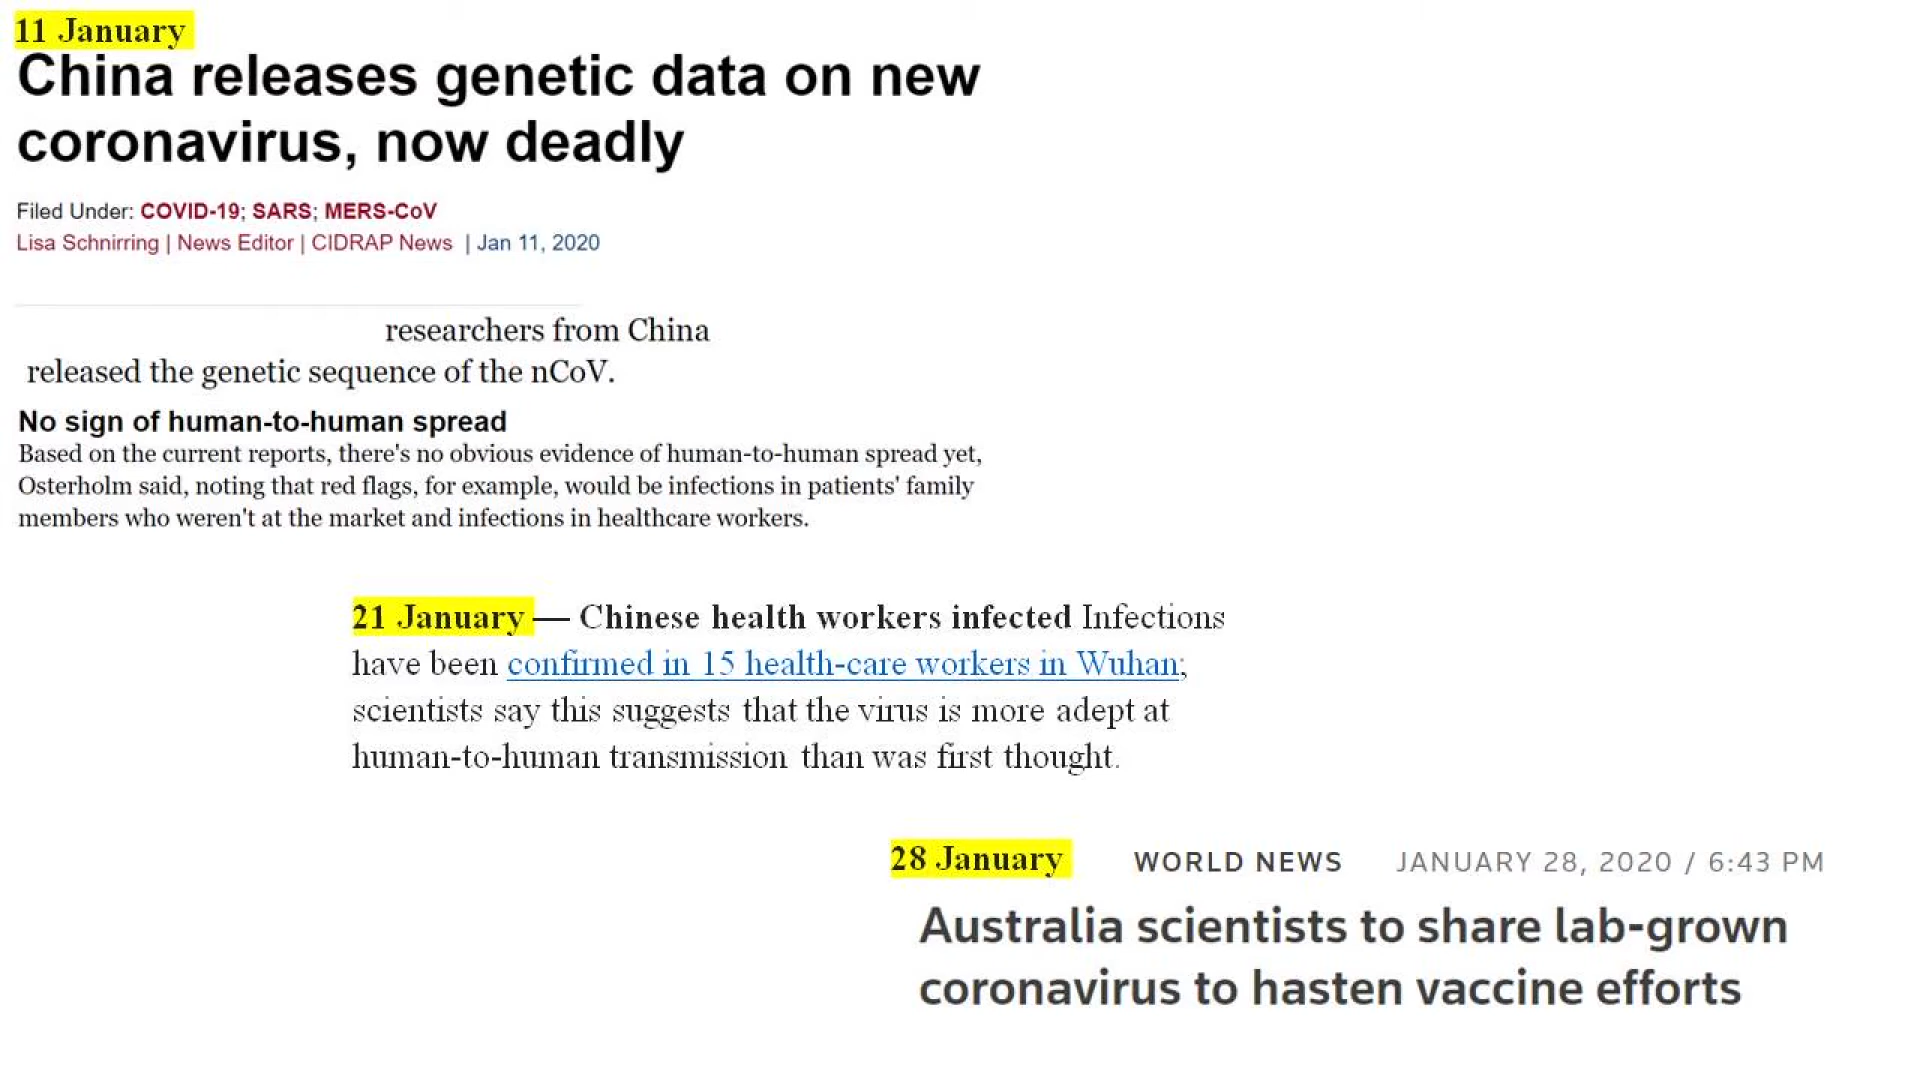 11 January
China releases genetic data on new
coronavirus, now deadly
Filed Under: COVID-19; SARS; MERS-CoV
Lisa Schnirring | News Editor | CIDRAP News | Jan 11, 2020
researchers from China
released the genetic sequence of the nCoV.
No sign of human-to-human spread
Based on the current reports, there's no obvious evidence of human-to-human spread yet,
Osterholm said, noting that red flags, for example, would be infections in patients' family
members who weren't at the market and infections in healthcare workers.
21 January — Chinese health workers infected Infections
have been confirmed in 15 health-care workers in Wuhan;
scientists say this suggests that the virus is more adept at
human-to-human transmission than was first thought.
28 January WORLD NEWS JANUARY 28, 2020 / 6:43 PM
Australia scientists to share lab-grown
coronavirus to hasten vaccine efforts